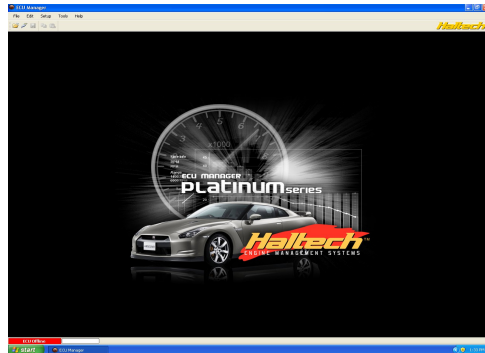 ECU Manager
File Edit Setup Tools Help
Haltech
x1000
ECU MANAGER
PLATINUM SERIES
Haltech TM
ENGINE MANAGEMENT SYSTEMS
ECU Offline
start ECU Manager